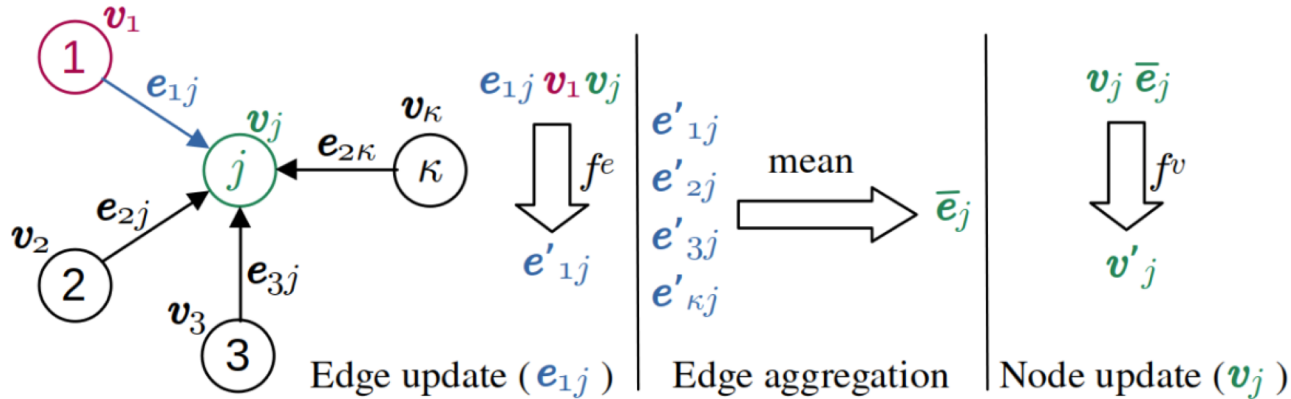 v₁
1
e₁ⱼ
vⱼ
j
e₂κ
v_κ
κ
v₂
2
e₂ⱼ
e₃ⱼ
v₃
3
e₁ⱼ v₁ vⱼ
fᵉ
e'₁ⱼ
Edge update (e₁ⱼ)
e'₁ⱼ
e'₂ⱼ
e'₃ⱼ
e'κⱼ
mean
ēⱼ
Edge aggregation
vⱼ ēⱼ
fᵛ
v'ⱼ
Node update (vⱼ)